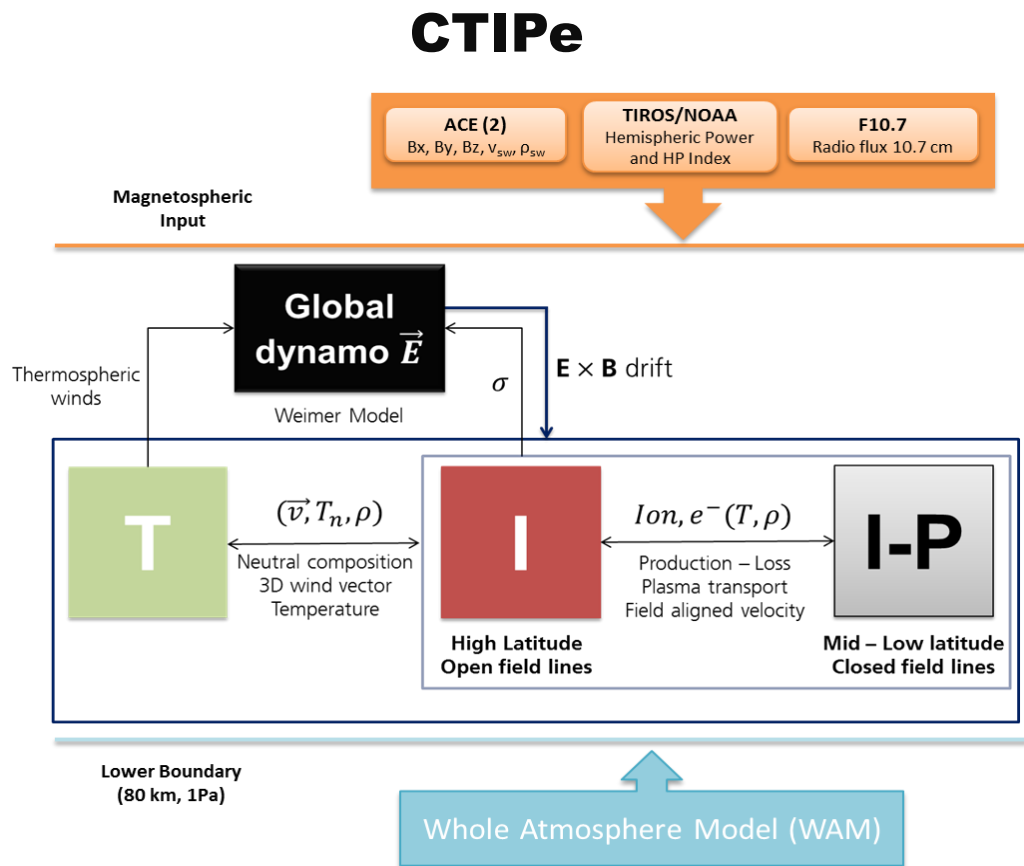 CTIPe
ACE (2)
Bx, By, Bz, v_sw, ρ_sw
TIROS/NOAA
Hemispheric Power
and HP Index
F10.7
Radio flux 10.7 cm
Magnetospheric
Input
Global
dynamo E⃗
Weimer Model
Thermospheric
winds
σ
E × B drift
T
(v⃗, Tₙ, ρ)
Neutral composition
3D wind vector
Temperature
I
High Latitude
Open field lines
Ion, e⁻(T, ρ)
Production – Loss
Plasma transport
Field aligned velocity
I-P
Mid – Low latitude
Closed field lines
Lower Boundary
(80 km, 1Pa)
Whole Atmosphere Model (WAM)